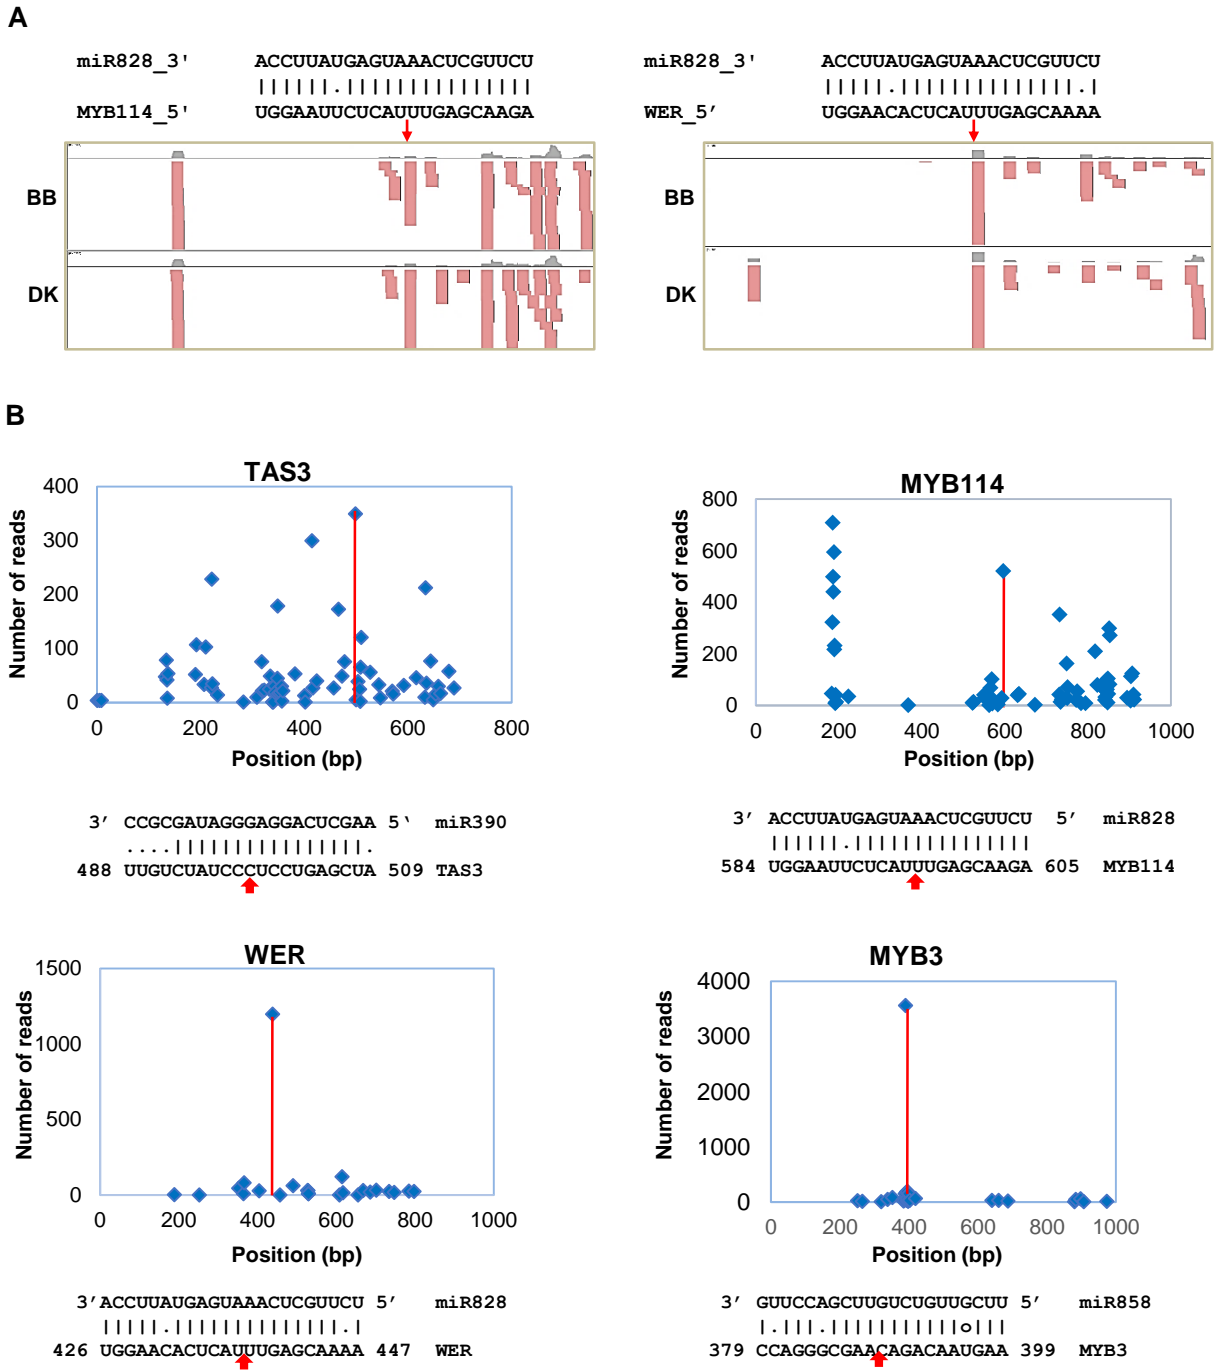 A
miR828_3' ACCUUAUGAGUAAACUCGUUCU
||||||.|||||||||||||||
MYB114_5' UGGAAUUCUCAUUUGAGCAAGA
miR828_3' ACCUUAUGAGUAAACUCGUUCU
|||||.||||||||||||||.|
WER_5′ UGGAACACUCAUUUGAGCAAAA
BB
DK
BB
DK
B
TAS3
Number of reads
400
300
200
100
0
0 200 400 600 800
Position (bp)
3′ CCGCGAUAGGGAGGACUCGAA 5‘ miR390
....||||||||||||||||.
488 UUGUCUAUCCCUCCUGAGCUA 509 TAS3
MYB114
Number of reads
800
600
400
200
0
0 200 400 600 800 1000
Position (bp)
3′ ACCUUAUGAGUAAACUCGUUCU 5′ miR828
||||||.|||||||||||||||
584 UGGAAUUCUCAUUUGAGCAAGA 605 MYB114
WER
Number of reads
1500
1000
500
0
0 200 400 600 800 1000
Position (bp)
3′ACCUUAUGAGUAAACUCGUUCU 5′ miR828
|||||.||||||||||||||.|
426 UGGAACACUCAUUUGAGCAAAA 447 WER
MYB3
Number of reads
4000
3000
2000
1000
0
0 200 400 600 800 1000
Position (bp)
3′ GUUCCAGCUUGUCUGUUGCUU 5′ miR858
|.|||.|||||||||||o|||
379 CCAGGGCGAACAGACAAUGAA 399 MYB3